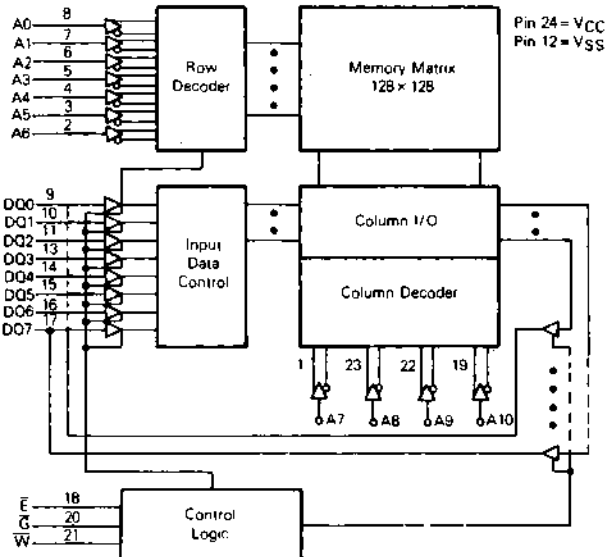 Pin 24 = VCC
Pin 12 = VSS
A0 8
A1 7
A2 6
A3 5
A4 4
A5 3
A6 2
Row
Decoder
Memory Matrix
128 × 128
DQ0 9
DQ1 10
DQ2 11
DQ3 13
DQ4 14
DQ5 15
DQ6 16
DQ7 17
Input
Data
Control
Column I/O
Column Decoder
1 23 22 19
A7 A8 A9 A10
E 18
G 20
W 21
Control
Logic